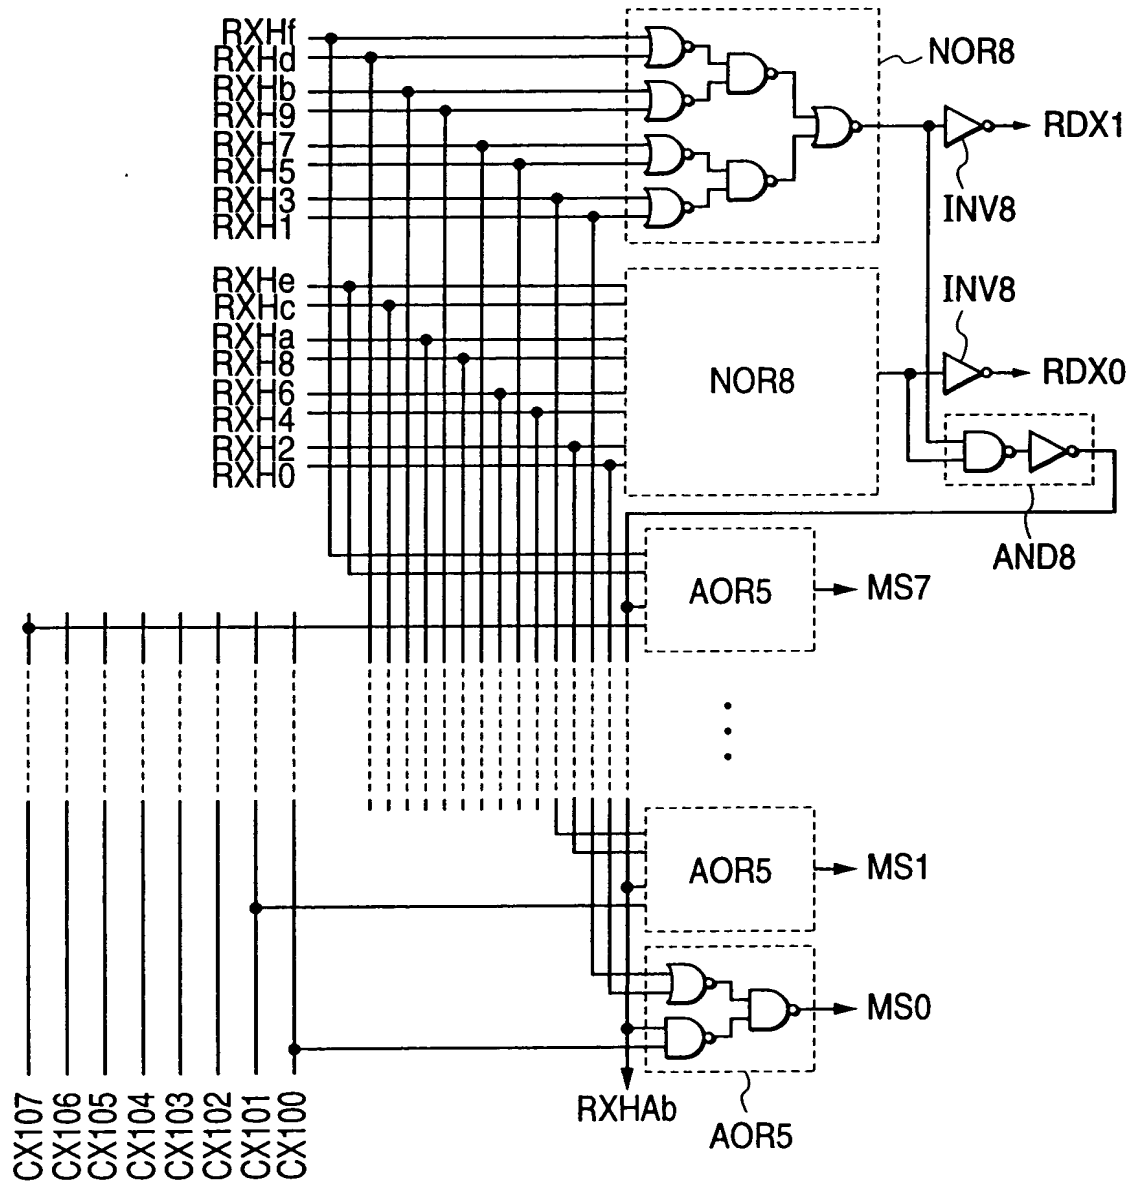 RXHf
RXHd
RXHb
RXH9
RXH7
RXH5
RXH3
RXH1
NOR8
RDX1
INV8
RXHe
RXHc
RXHa
RXH8
RXH6
RXH4
RXH2
RXH0
NOR8
INV8
RDX0
AND8
AOR5
MS7
AOR5
MS1
MS0
AOR5
RXHAb
CX107
CX106
CX105
CX104
CX103
CX102
CX101
CX100